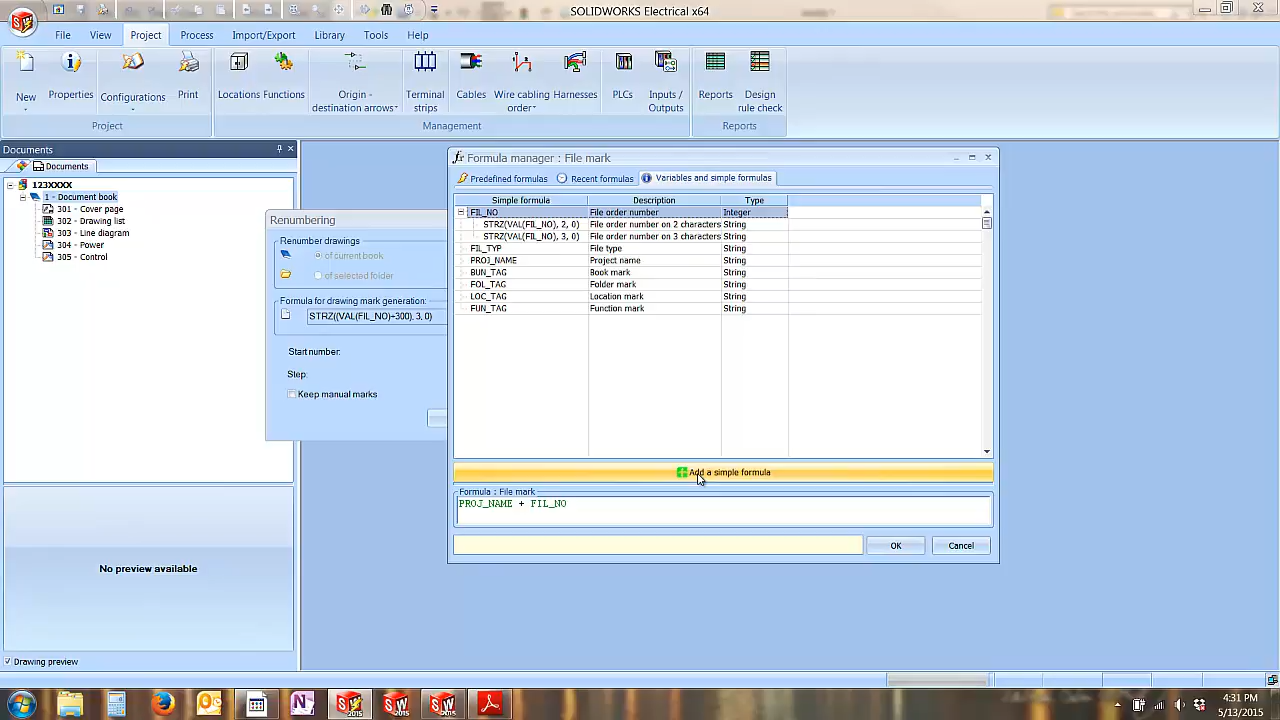 SOLIDWORKS Electrical x64
File View Project Process Import/Export Library Tools Help
New Properties Configurations Print Locations Functions Origin - destination arrows Terminal strips Cables Wire cabling order Harnesses PLCs Inputs / Outputs Reports Design rule check
Project Management Reports
Documents
Documents
123XXXX
1 - Document book
301 - Cover page
302 - Drawing list
303 - Line diagram
304 - Power
305 - Control
No preview available
Drawing preview
Renumbering
Renumber drawings
of current book
of selected folder
Formula for drawing mark generation:
STRZ((VAL(FIL_NO)+300), 3, 0)
Start number:
Step:
Keep manual marks
Formula manager : File mark
Predefined formulas Recent formulas Variables and simple formulas
Simple formula Description Type
FIL_NO File order number Integer
STRZ(VAL(FIL_NO), 2, 0) File order number on 2 characters String
STRZ(VAL(FIL_NO), 3, 0) File order number on 3 characters String
FIL_TYP File type String
PROJ_NAME Project name String
BUN_TAG Book mark String
FOL_TAG Folder mark String
LOC_TAG Location mark String
FUN_TAG Function mark String
Add a simple formula
Formula : File mark
PROJ_NAME + FIL_NO
OK Cancel
4:31 PM
5/13/2015